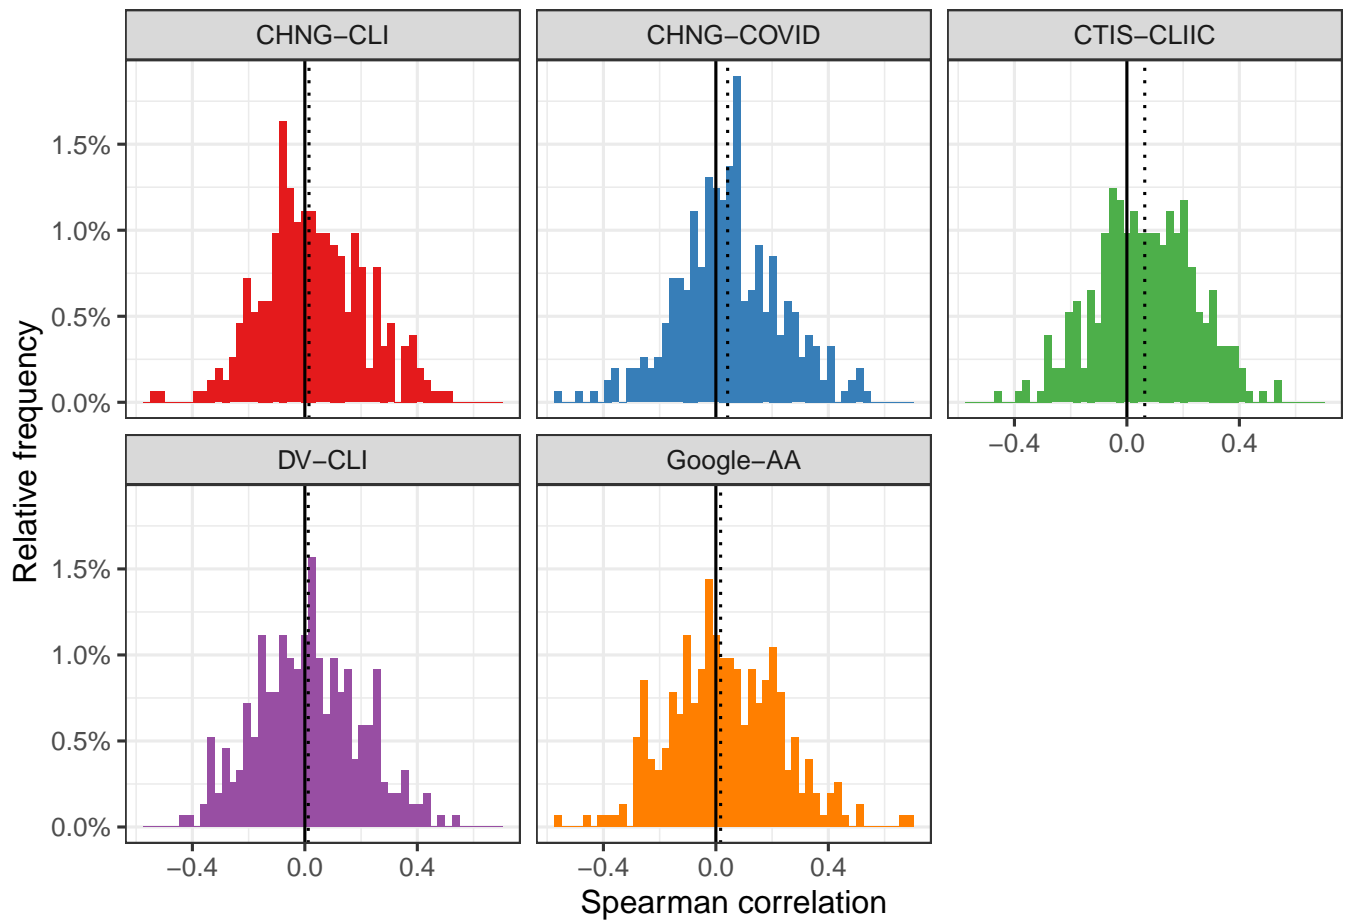 CHNG−CLI
CHNG−COVID
CTIS−CLIIC
1.5%
1.0%
0.5%
0.0%
−0.4
0.0
0.4
DV−CLI
Google−AA
1.5%
1.0%
0.5%
0.0%
−0.4
0.0
0.4
−0.4
0.0
0.4
Relative frequency
Spearman correlation